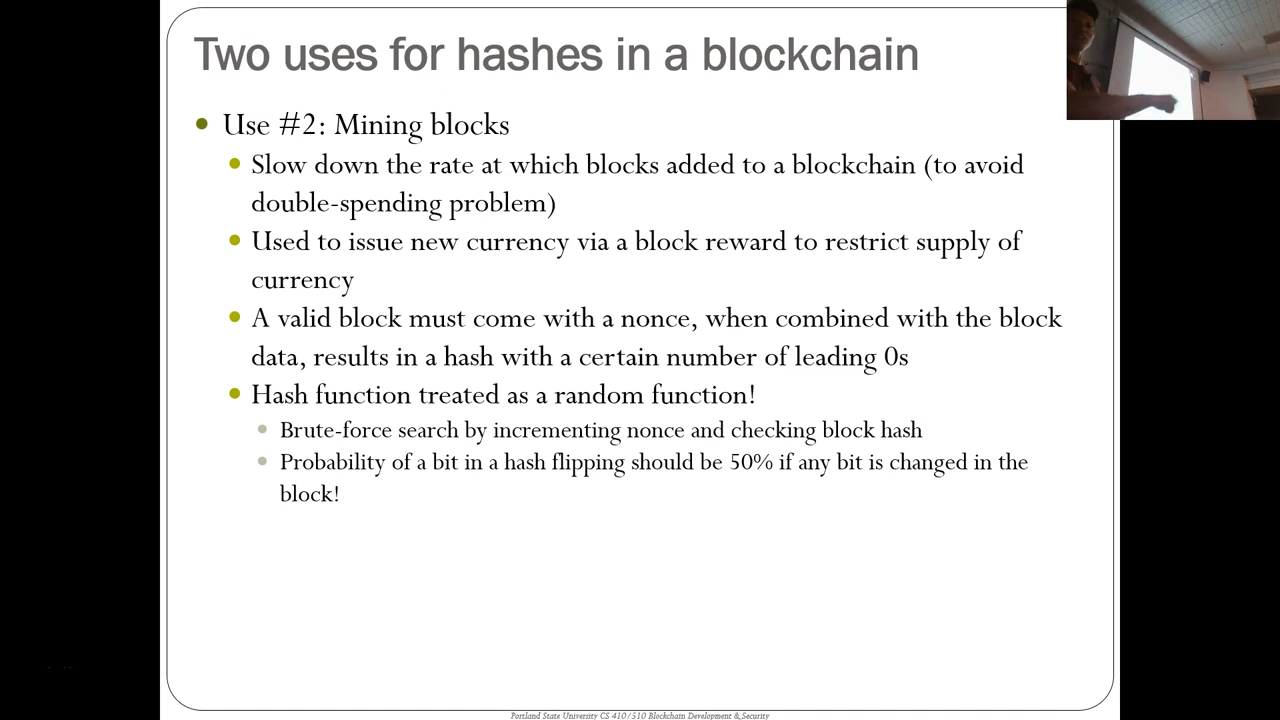 Two uses for hashes in a blockchain
Use #2: Mining blocks
Slow down the rate at which blocks added to a blockchain (to avoid
double-spending problem)
Used to issue new currency via a block reward to restrict supply of
currency
A valid block must come with a nonce, when combined with the block
data, results in a hash with a certain number of leading 0s
Hash function treated as a random function!
Brute-force search by incrementing nonce and checking block hash
Probability of a bit in a hash flipping should be 50% if any bit is changed in the
block!
Portland State University CS 410/510 Blockchain Development & Security